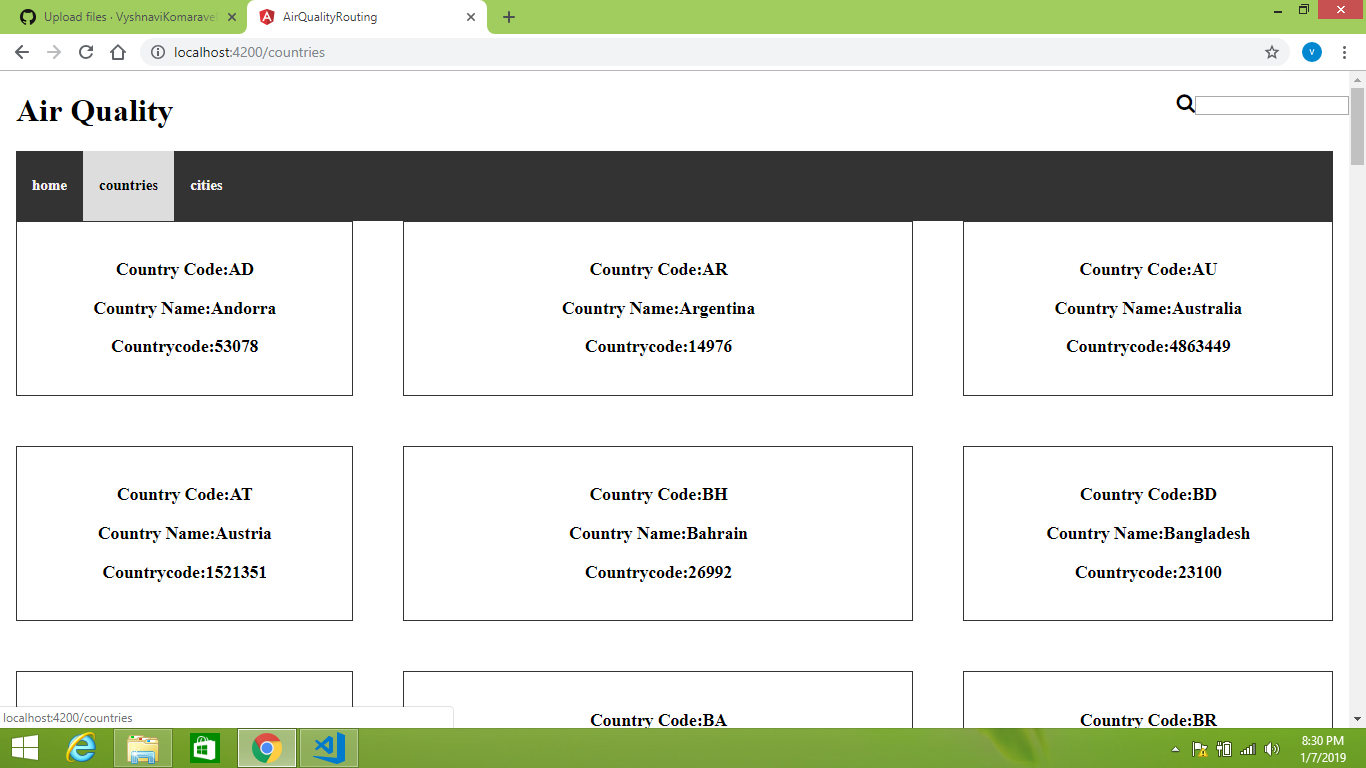 Upload files · VyshnaviKomarave
AirQualityRouting
localhost:4200/countries
V
Air Quality
home
countries
cities
Country Code:AD
Country Name:Andorra
Countrycode:53078
Country Code:AR
Country Name:Argentina
Countrycode:14976
Country Code:AU
Country Name:Australia
Countrycode:4863449
Country Code:AT
Country Name:Austria
Countrycode:1521351
Country Code:BH
Country Name:Bahrain
Countrycode:26992
Country Code:BD
Country Name:Bangladesh
Countrycode:23100
Country Code:BA
Country Code:BR
localhost:4200/countries
8:30 PM
1/7/2019